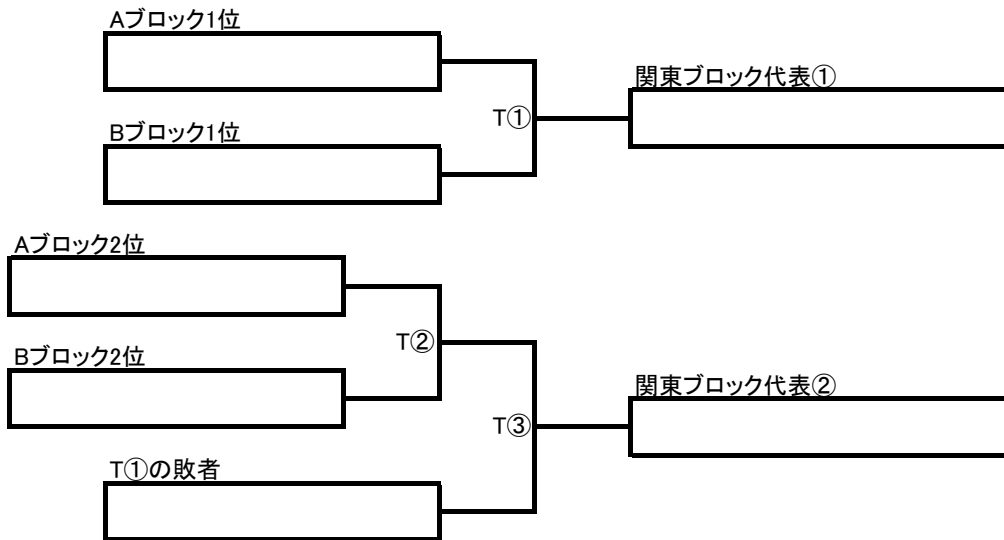 Aブロック1位
関東ブロック代表①
T①
Bブロック1位
Aブロック2位
T②
Bブロック2位
関東ブロック代表②
T③
T①の敗者